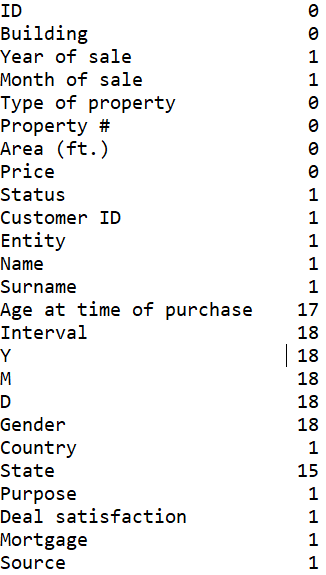 ID 0
Building 0
Year of sale 1
Month of sale 1
Type of property 0
Property # 0
Area (ft.) 0
Price 0
Status 1
Customer ID 1
Entity 1
Name 1
Surname 1
Age at time of purchase 17
Interval 18
Y 18
M 18
D 18
Gender 18
Country 1
State 15
Purpose 1
Deal satisfaction 1
Mortgage 1
Source 1